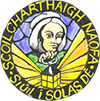 SCOIL CHARTHAIGH NAOFA
SIÚIL I SOLAS DÉ